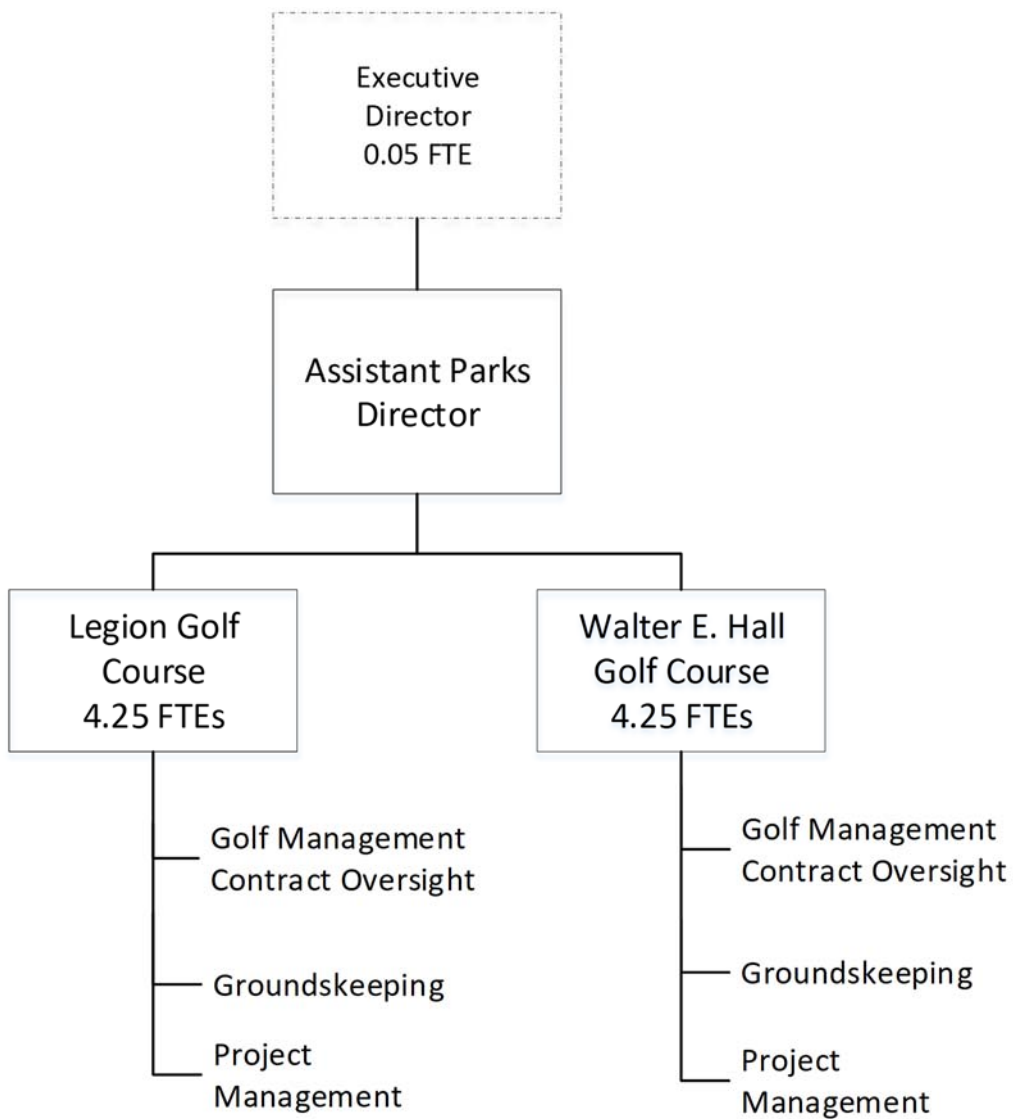 Executive
Director
0.05 FTE
Assistant Parks
Director
Legion Golf
Course
4.25 FTEs
Golf Management
Contract Oversight
Groundskeeping
Project
Management
Walter E. Hall
Golf Course
4.25 FTEs
Golf Management
Contract Oversight
Groundskeeping
Project
Management